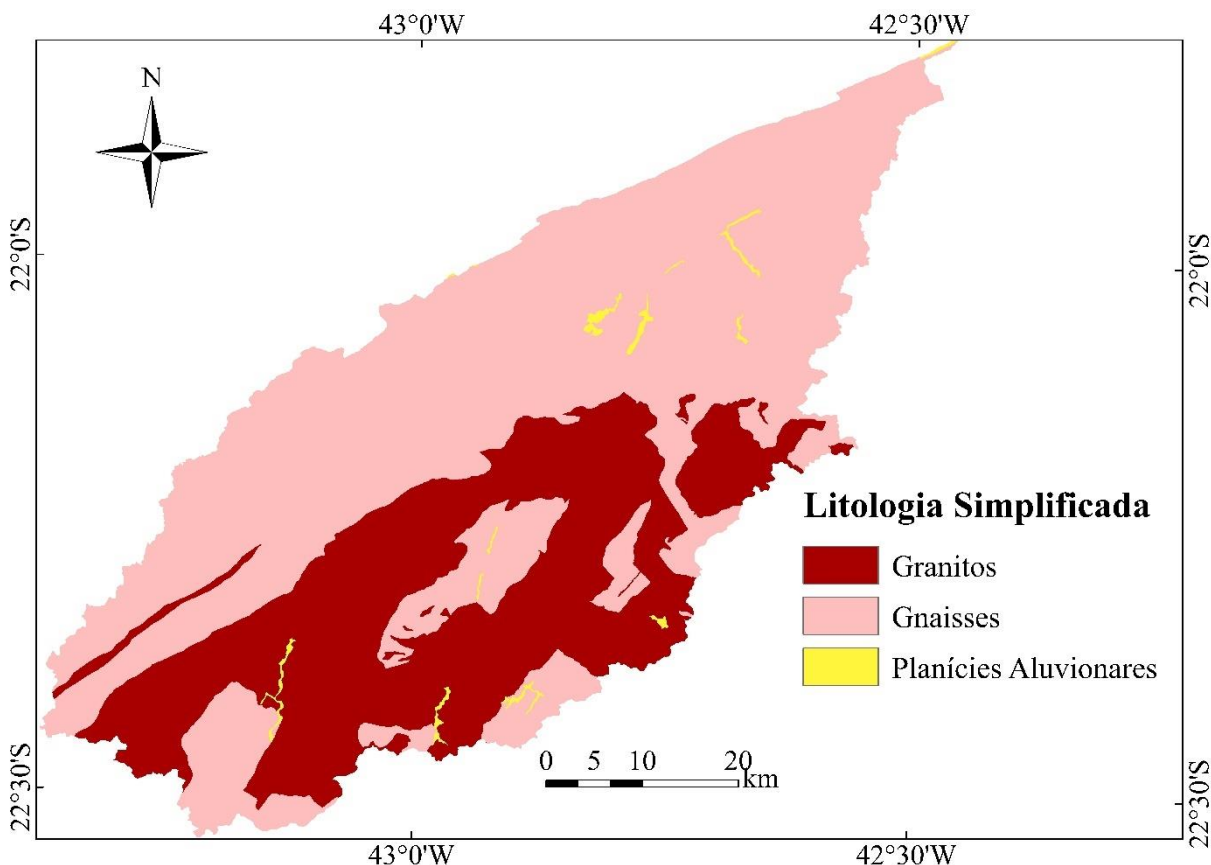 43°0'W 42°30'W
N
22°0'S 22°0'S
Litologia Simplificada
Granitos
Gnaisses
Planícies Aluvionares
0 5 10 20
km
22°30'S 22°30'S
43°0'W 42°30'W